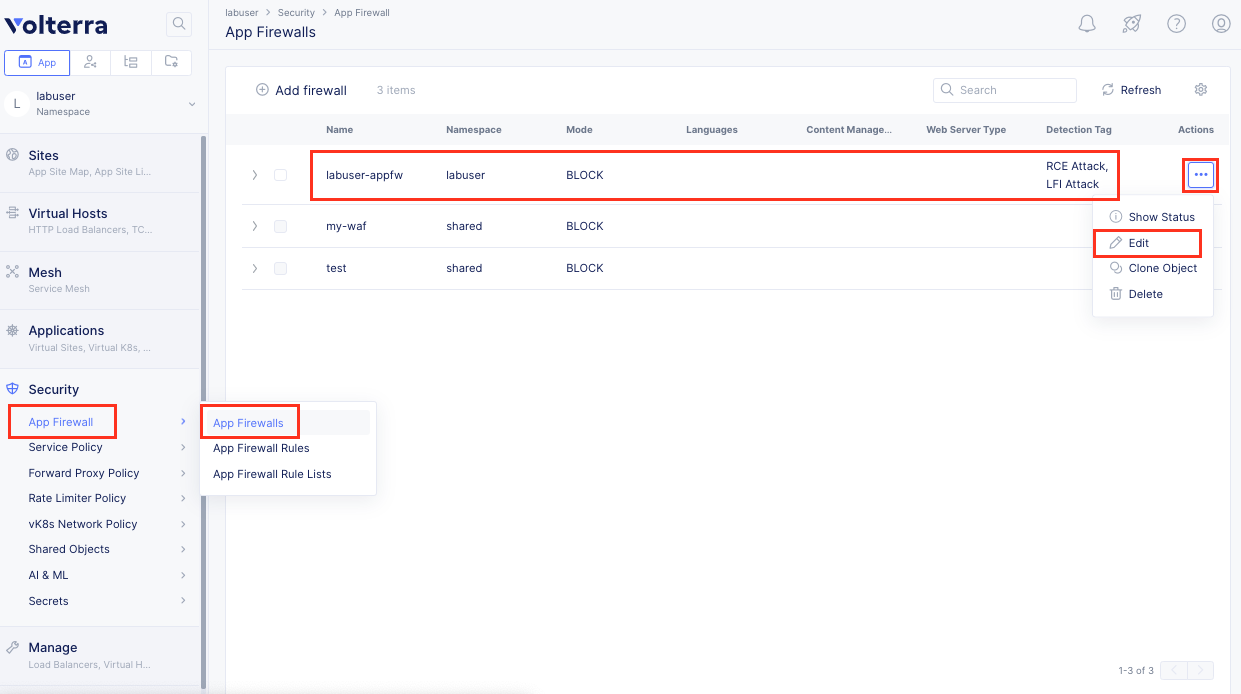 Volterra
App
L
labuser
Namespace
Sites
App Site Map, App Site Li...
Virtual Hosts
HTTP Load Balancers, TC...
Mesh
Service Mesh
Applications
Virtual Sites, Virtual K8s, ...
Security
App Firewall
Service Policy
Forward Proxy Policy
Rate Limiter Policy
vK8s Network Policy
Shared Objects
AI & ML
Secrets
Manage
Load Balancers, Virtual H...
App Firewalls
App Firewall Rules
App Firewall Rule Lists
labuser > Security > App Firewall
App Firewalls
Add firewall 3 items Search Refresh
Name Namespace Mode Languages Content Manage... Web Server Type Detection Tag Actions
labuser-appfw labuser BLOCK RCE Attack,
LFI Attack
my-waf shared BLOCK
test shared BLOCK
Show Status
Edit
Clone Object
Delete
1-3 of 3